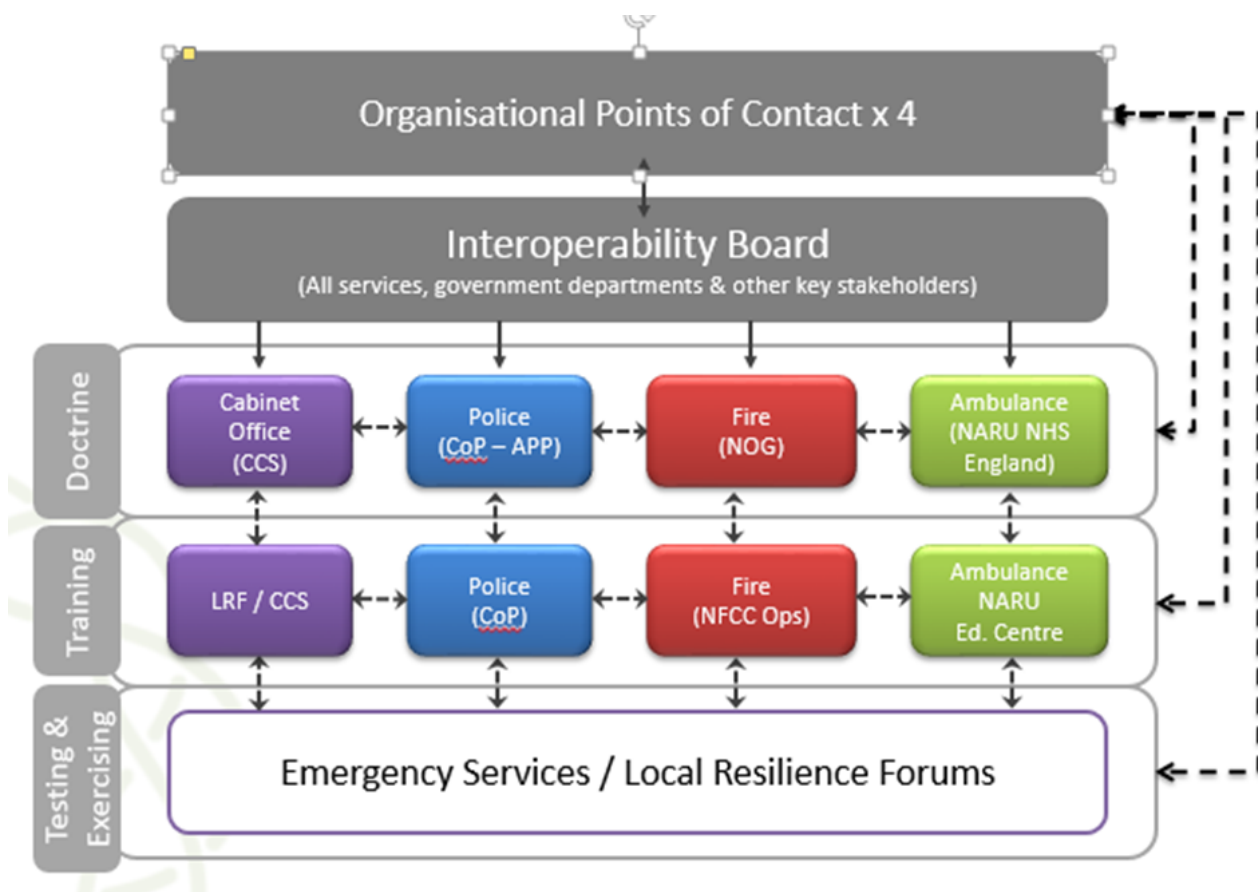 Organisational Points of Contact x 4
Interoperability Board
(All services, government departments & other key stakeholders)
Doctrine
Cabinet
Office
(CCS)
Police
(CoP – APP)
Fire
(NOG)
Ambulance
(NARU NHS
England)
Training
LRF / CCS
Police
(CoP)
Fire
(NFCC Ops)
Ambulance
NARU
Ed. Centre
Testing &
Exercising
Emergency Services / Local Resilience Forums